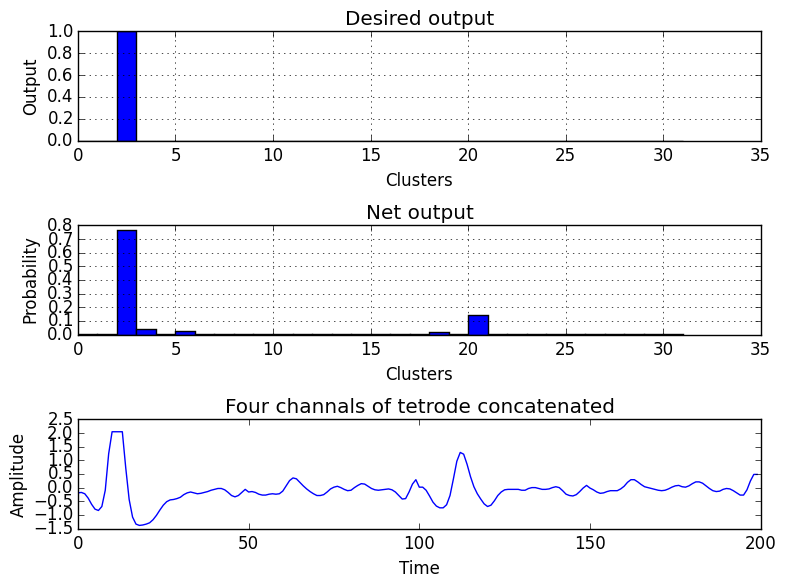 Desired output
1.0
0.8
0.6
0.4
0.2
0.0
Output
0 5 10 15 20 25 30 35
Clusters
Net output
0.8
0.7
0.6
0.5
0.4
0.3
0.2
0.1
0.0
Probability
0 5 10 15 20 25 30 35
Clusters
Four channals of tetrode concatenated
2.5
2.0
1.5
1.0
0.5
0.0
−0.5
−1.0
−1.5
Amplitude
0 50 100 150 200
Time